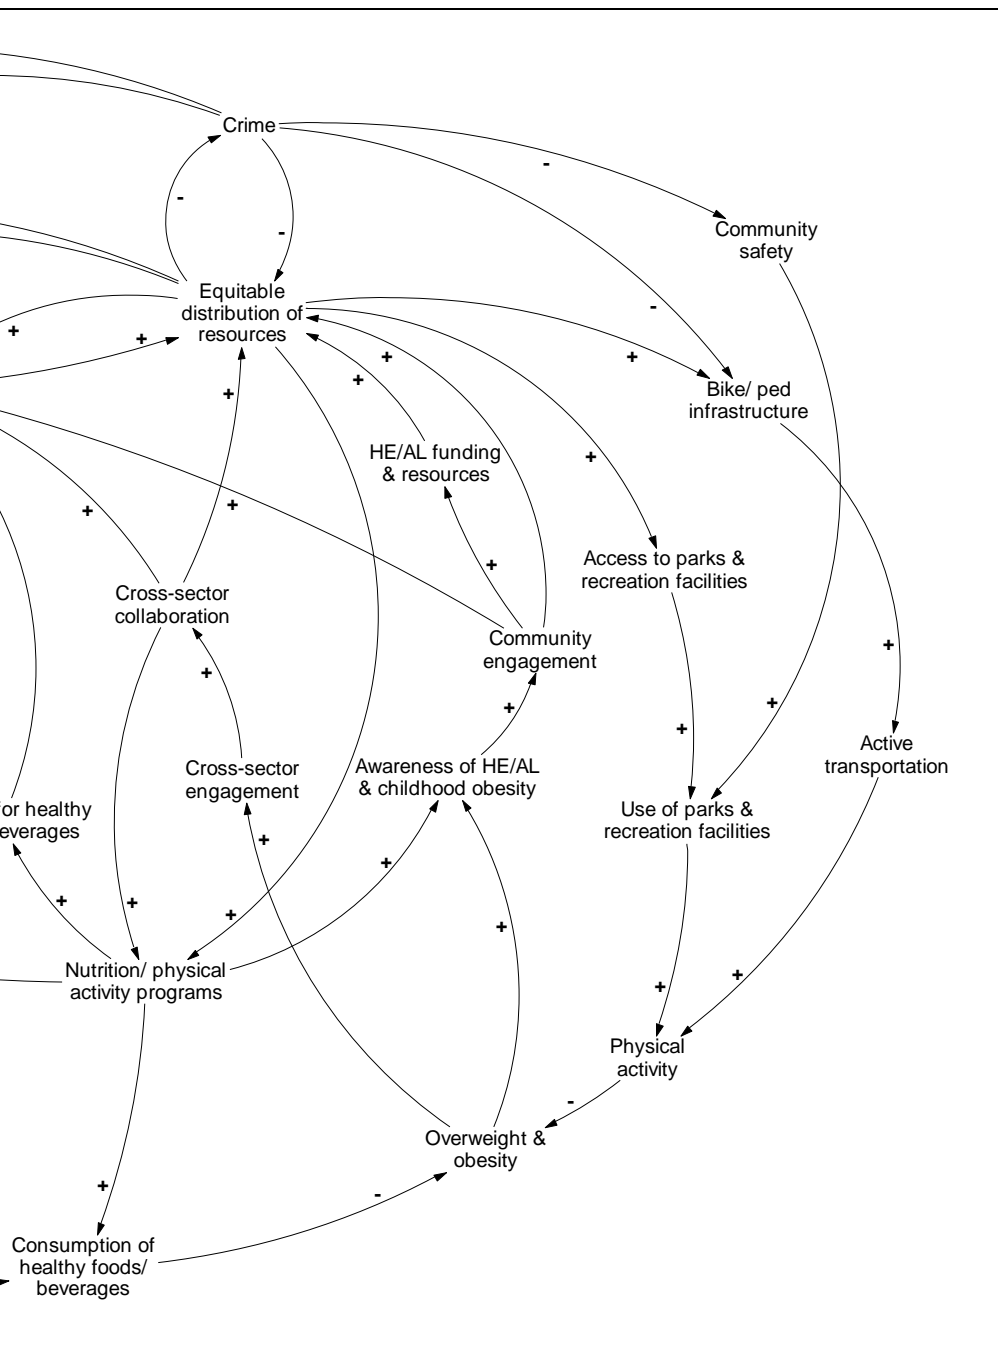 Crime
-
Community
safety
-
-
Equitable
distribution of
resources
-
+
+
+
+
+
+
Bike/ ped
infrastructure
+
HE/AL funding
& resources
+
+
+
Access to parks &
recreation facilities
Cross-sector
collaboration
Community
engagement
+
+
+
+
+
Active
transportation
Cross-sector
engagement
Awareness of HE/AL
& childhood obesity
for healthy
everages
Use of parks &
recreation facilities
+
+
+
+
+
+
Nutrition/ physical
activity programs
+
+
Physical
activity
-
Overweight &
obesity
+
-
Consumption of
healthy foods/
beverages